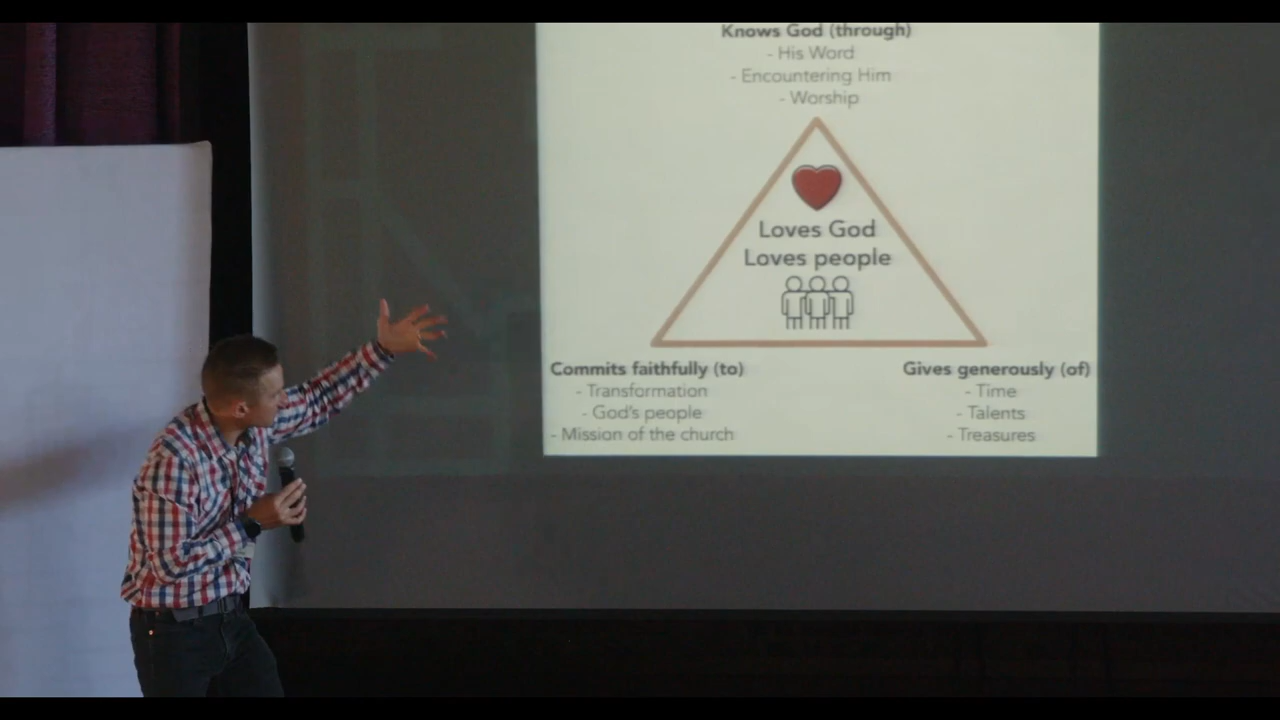 Knows God (through)
- His Word
- Encountering Him
- Worship
Loves God
Loves people
Commits faithfully (to)
- Transformation
- God's people
- Mission of the church
Gives generously (of)
- Time
- Talents
- Treasures